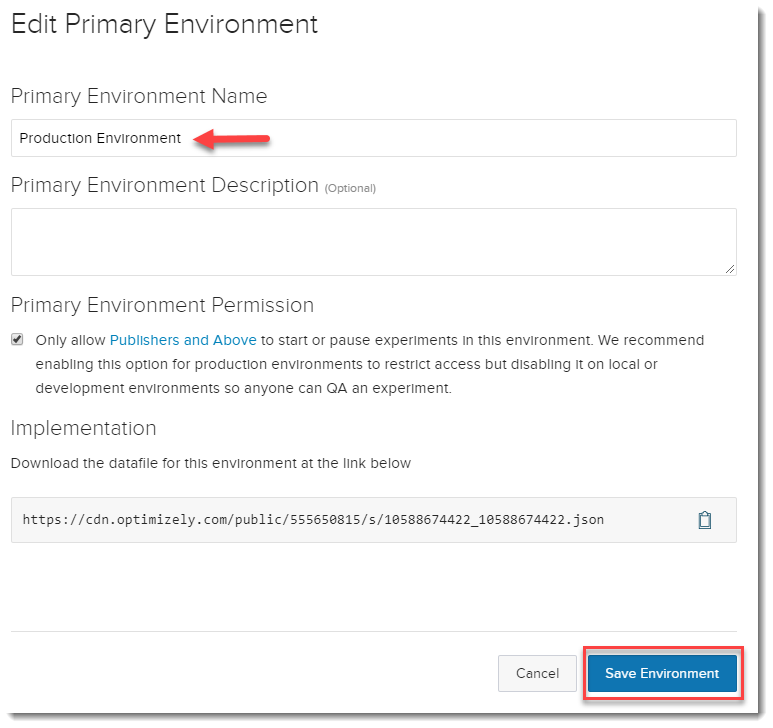 Edit Primary Environment
Primary Environment Name
Production Environment
Primary Environment Description (Optional)
Primary Environment Permission
Only allow Publishers and Above to start or pause experiments in this environment. We recommend
enabling this option for production environments to restrict access but disabling it on local or
development environments so anyone can QA an experiment.
Implementation
Download the datafile for this environment at the link below
https://cdn.optimizely.com/public/555650815/s/10588674422_10588674422.json
Cancel
Save Environment